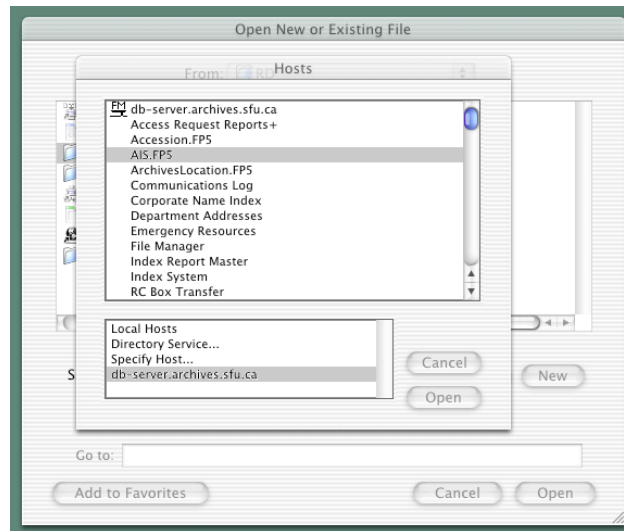 Open New or Existing File
From: RD
Hosts
FM db-server.archives.sfu.ca
Access Request Reports+
Accession.FP5
AIS.FP5
ArchivesLocation.FP5
Communications Log
Corporate Name Index
Department Addresses
Emergency Resources
File Manager
Index Report Master
Index System
RC Box Transfer
Local Hosts
Directory Service...
Specify Host...
db-server.archives.sfu.ca
Cancel
Open
S
New
Go to:
Add to Favorites
Cancel
Open